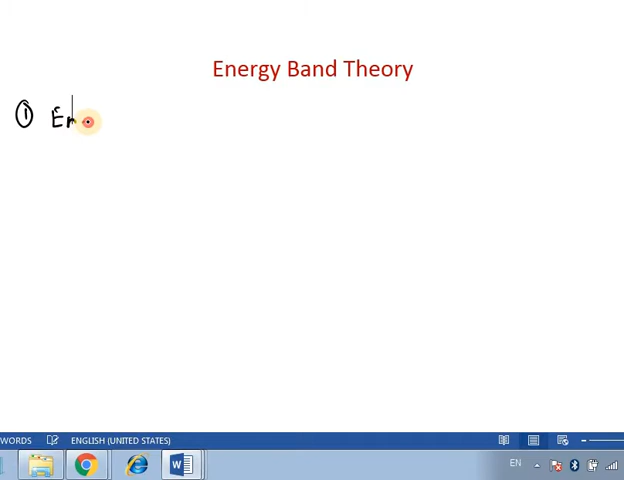 Energy Band Theory
① En
WORDS ENGLISH (UNITED STATES)
EN